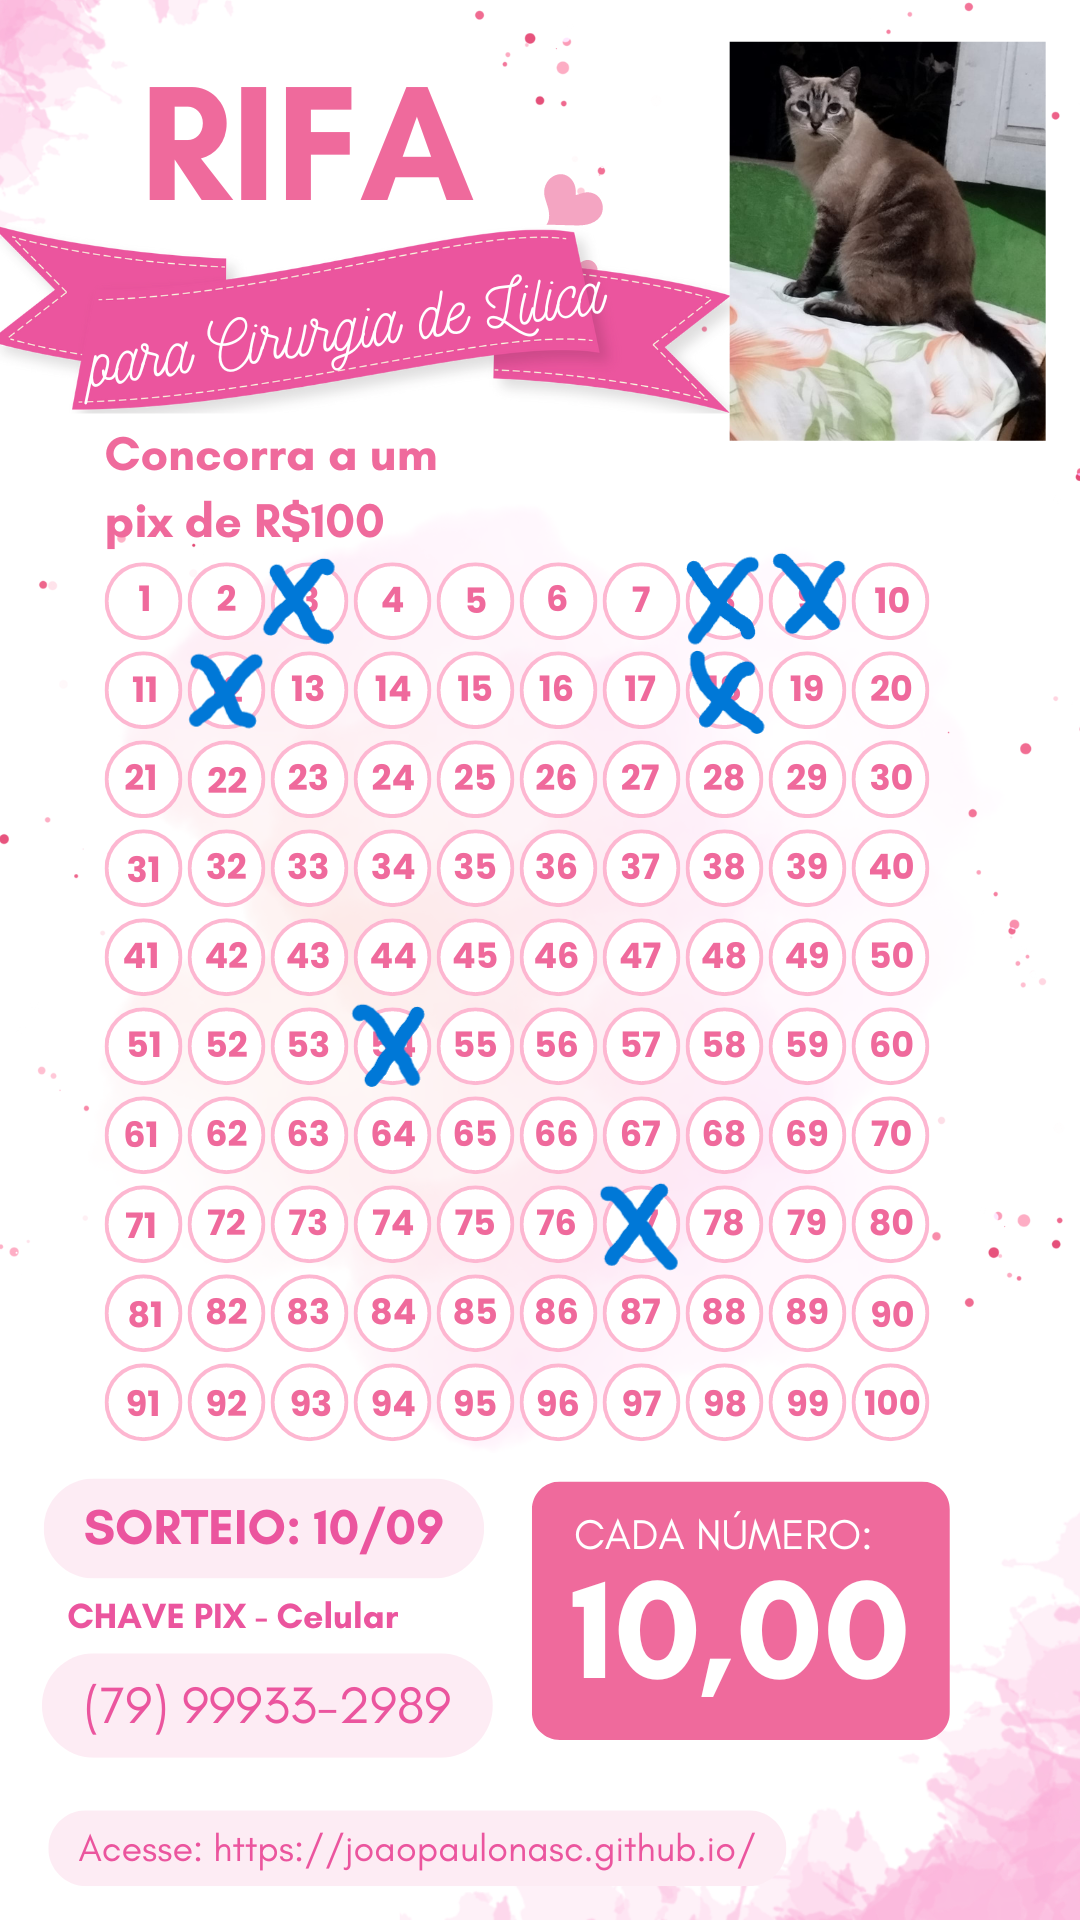 RIFA
para Cirurgia de Lilica
Concorra a um
pix de R$100
1 2 3 4 5 6 7 10
11 13 14 15 16 17 19 20
21 22 23 24 25 26 27 28 29 30
31 32 33 34 35 36 37 38 39 40
41 42 43 44 45 46 47 48 49 50
51 52 53 54 55 56 57 58 59 60
61 62 63 64 65 66 67 68 69 70
71 72 73 74 75 76 78 79 80
81 82 83 84 85 86 87 88 89 90
91 92 93 94 95 96 97 98 99 100
SORTEIO: 10/09
CHAVE PIX - Celular
(79) 99933-2989
CADA NÚMERO:
10,00
Acesse: https://joaopaulonasc.github.io/